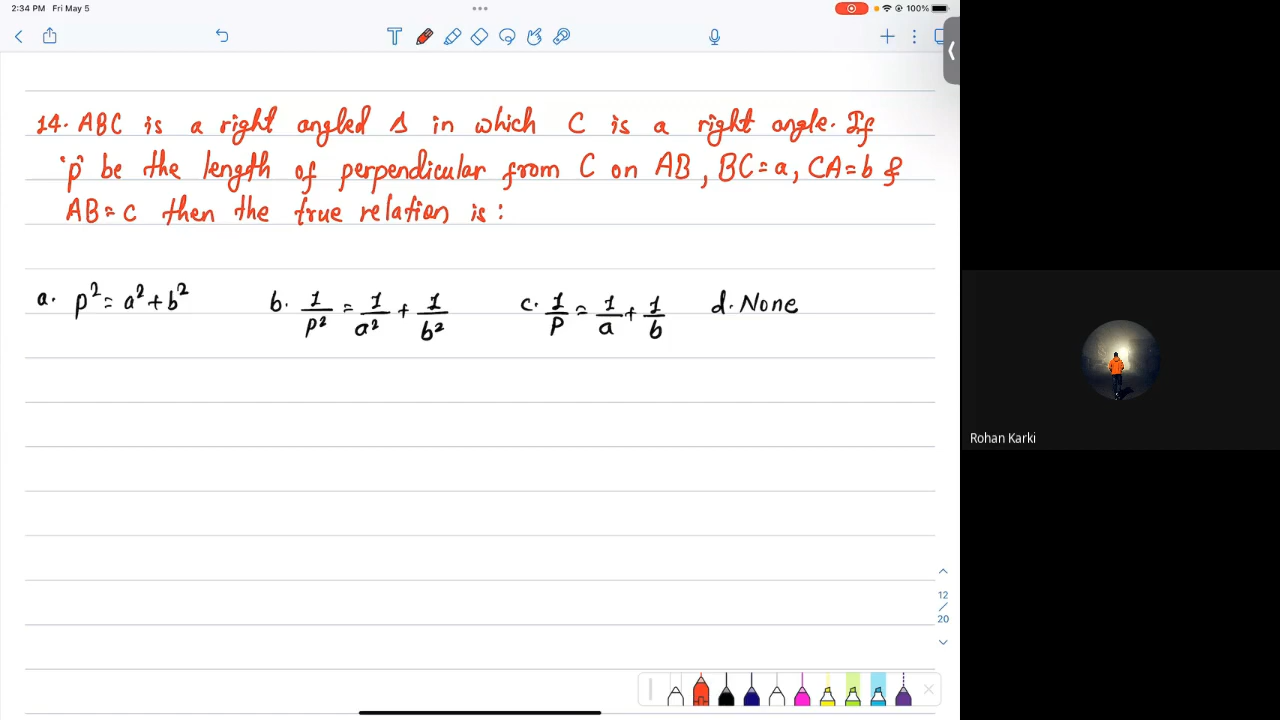 2:34 PM Fri May 5
100%
14. ABC is a right angled Δ in which C is a right angle. If
'p' be the length of perpendicular from C on AB, BC=a, CA=b &
AB=c then the true relation is:
a. p²=a²+b² b. 1/p² = 1/a² + 1/b² c. 1/p = 1/a + 1/b d. None
Rohan Karki
12
/
20